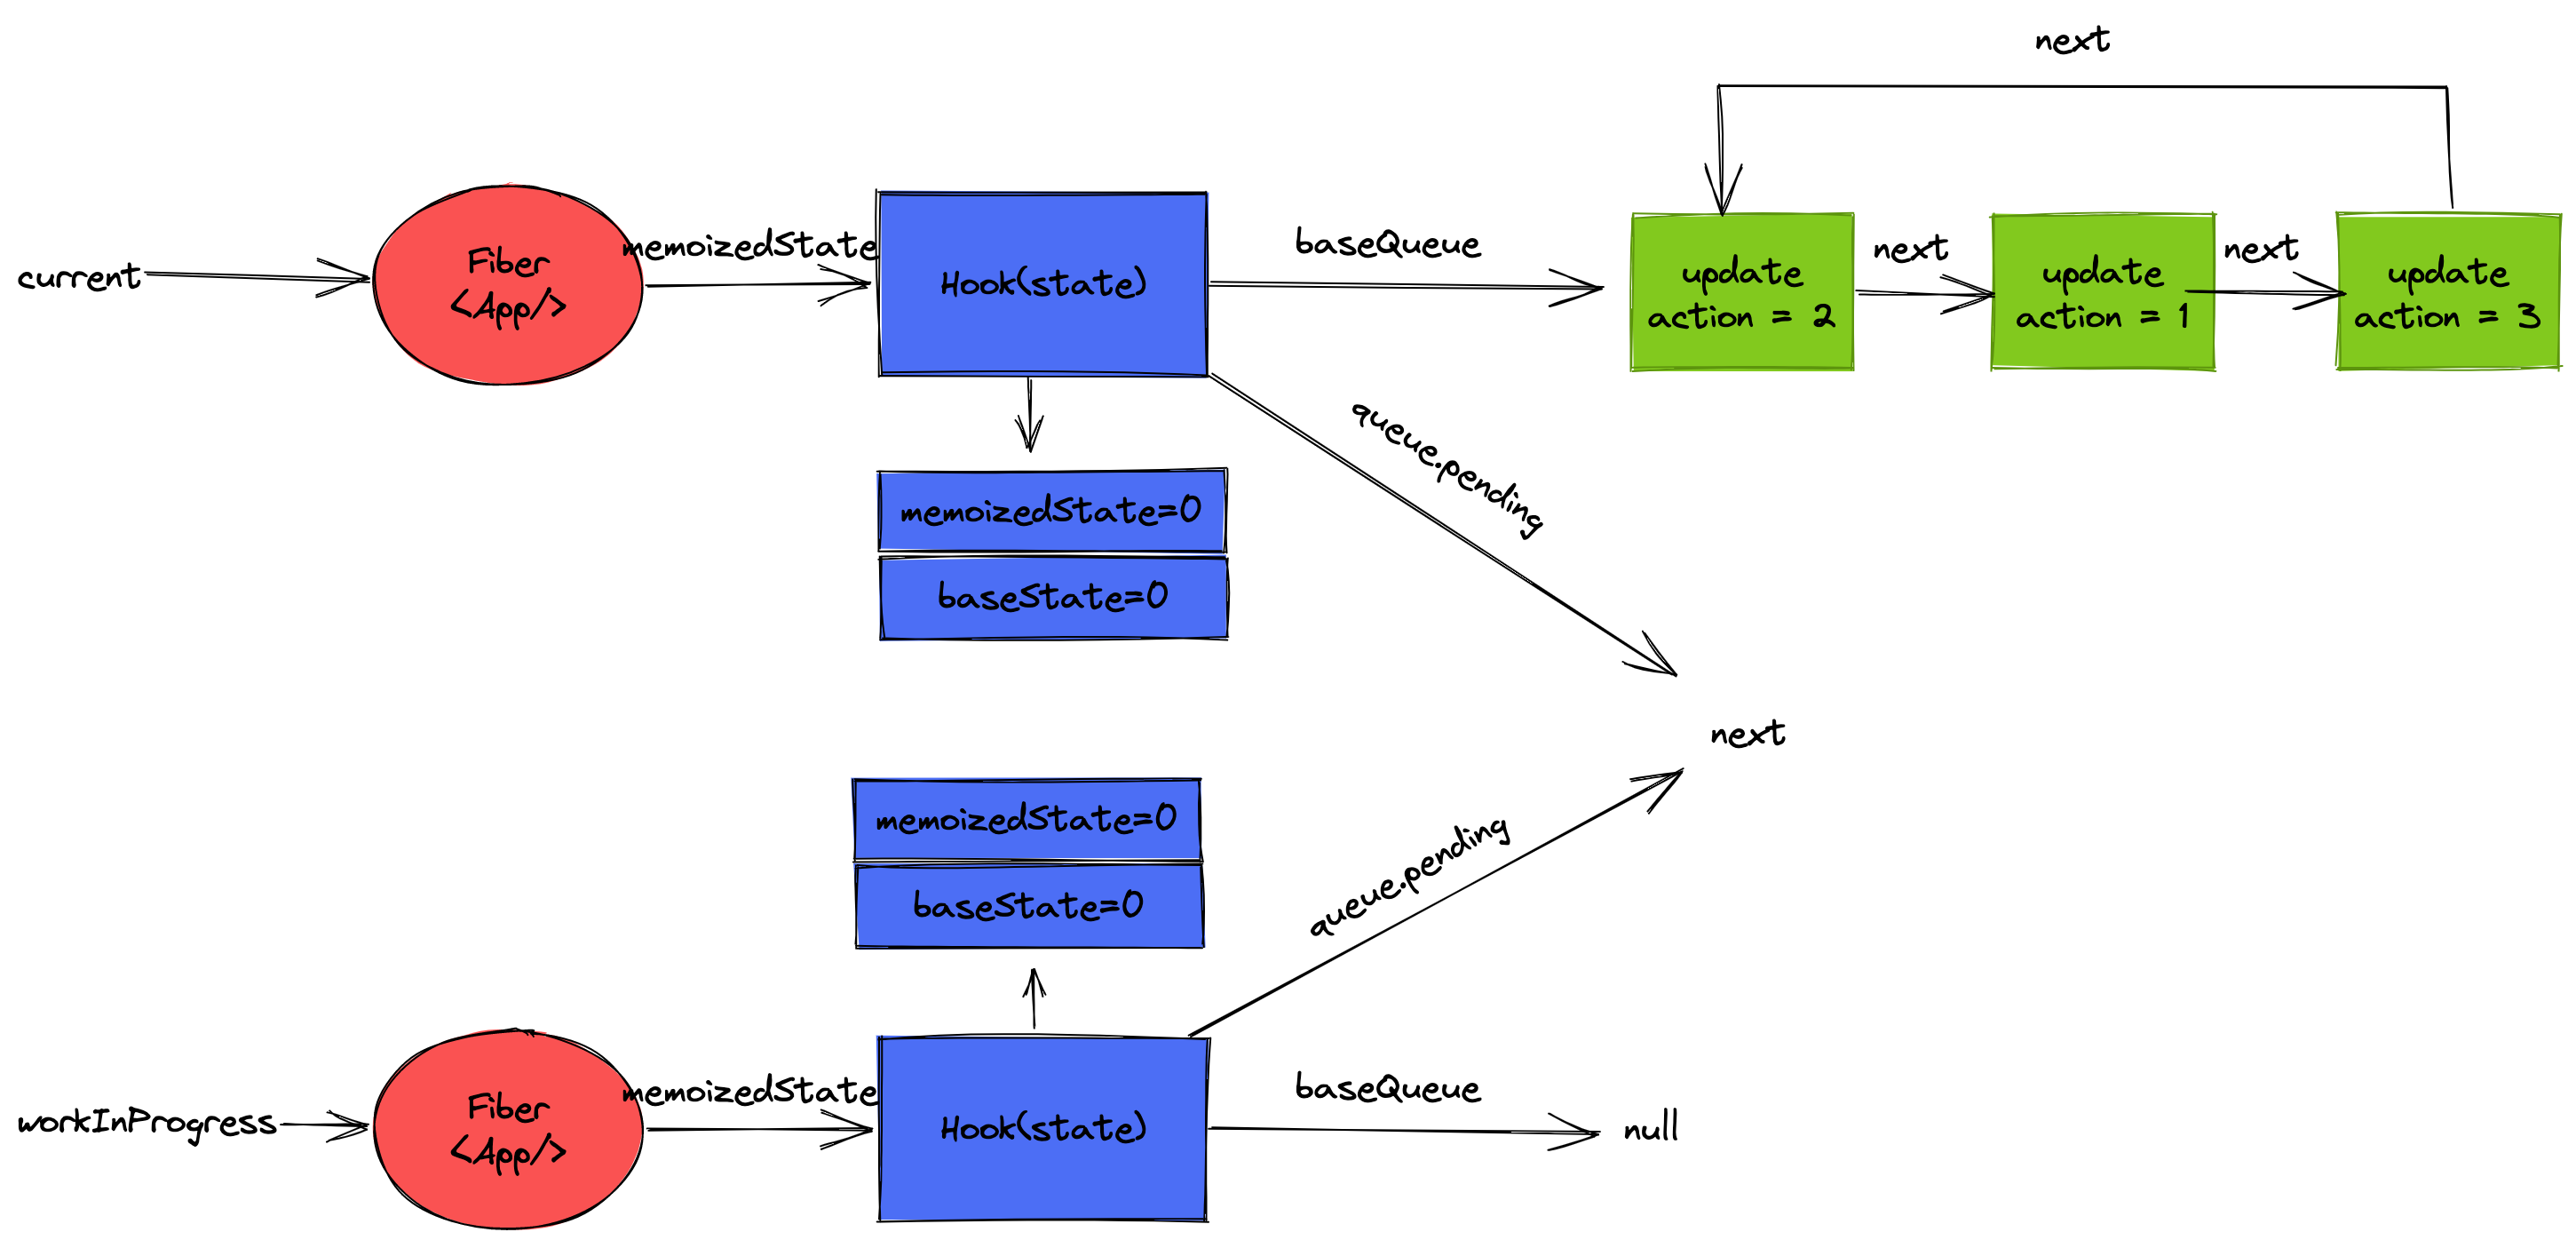 next
current
Fiber
<App/>
memoizedState
Hook(state)
baseQueue
update
action = 2
next
update
action = 1
next
update
action = 3
queue.pending
memoizedState=0
baseState=0
next
memoizedState=0
baseState=0
queue.pending
workInProgress
Fiber
<App/>
memoizedState
Hook(state)
baseQueue
null